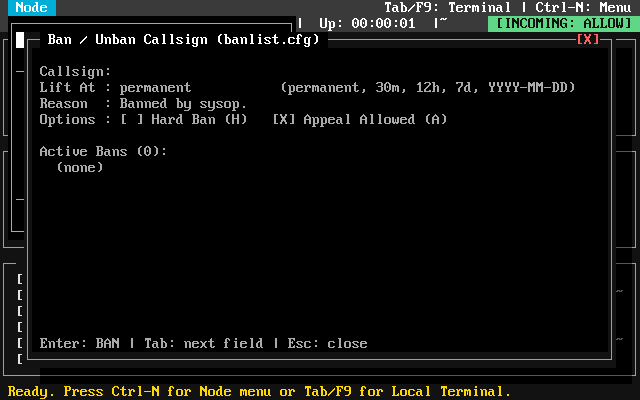 Node Tab/F9: Terminal | Ctrl-N: Menu
| Up: 00:00:01 |~ [INCOMING: ALLOW]
Ban / Unban Callsign (banlist.cfg) [X]
Callsign:
Lift At : permanent (permanent, 30m, 12h, 7d, YYYY-MM-DD)
Reason : Banned by sysop.
Options : [ ] Hard Ban (H) [X] Appeal Allowed (A)
Active Bans (0):
(none)
[
[ ~
[
[
[ ~
[
Enter: BAN | Tab: next field | Esc: close
Ready. Press Ctrl-N for Node menu or Tab/F9 for Local Terminal.